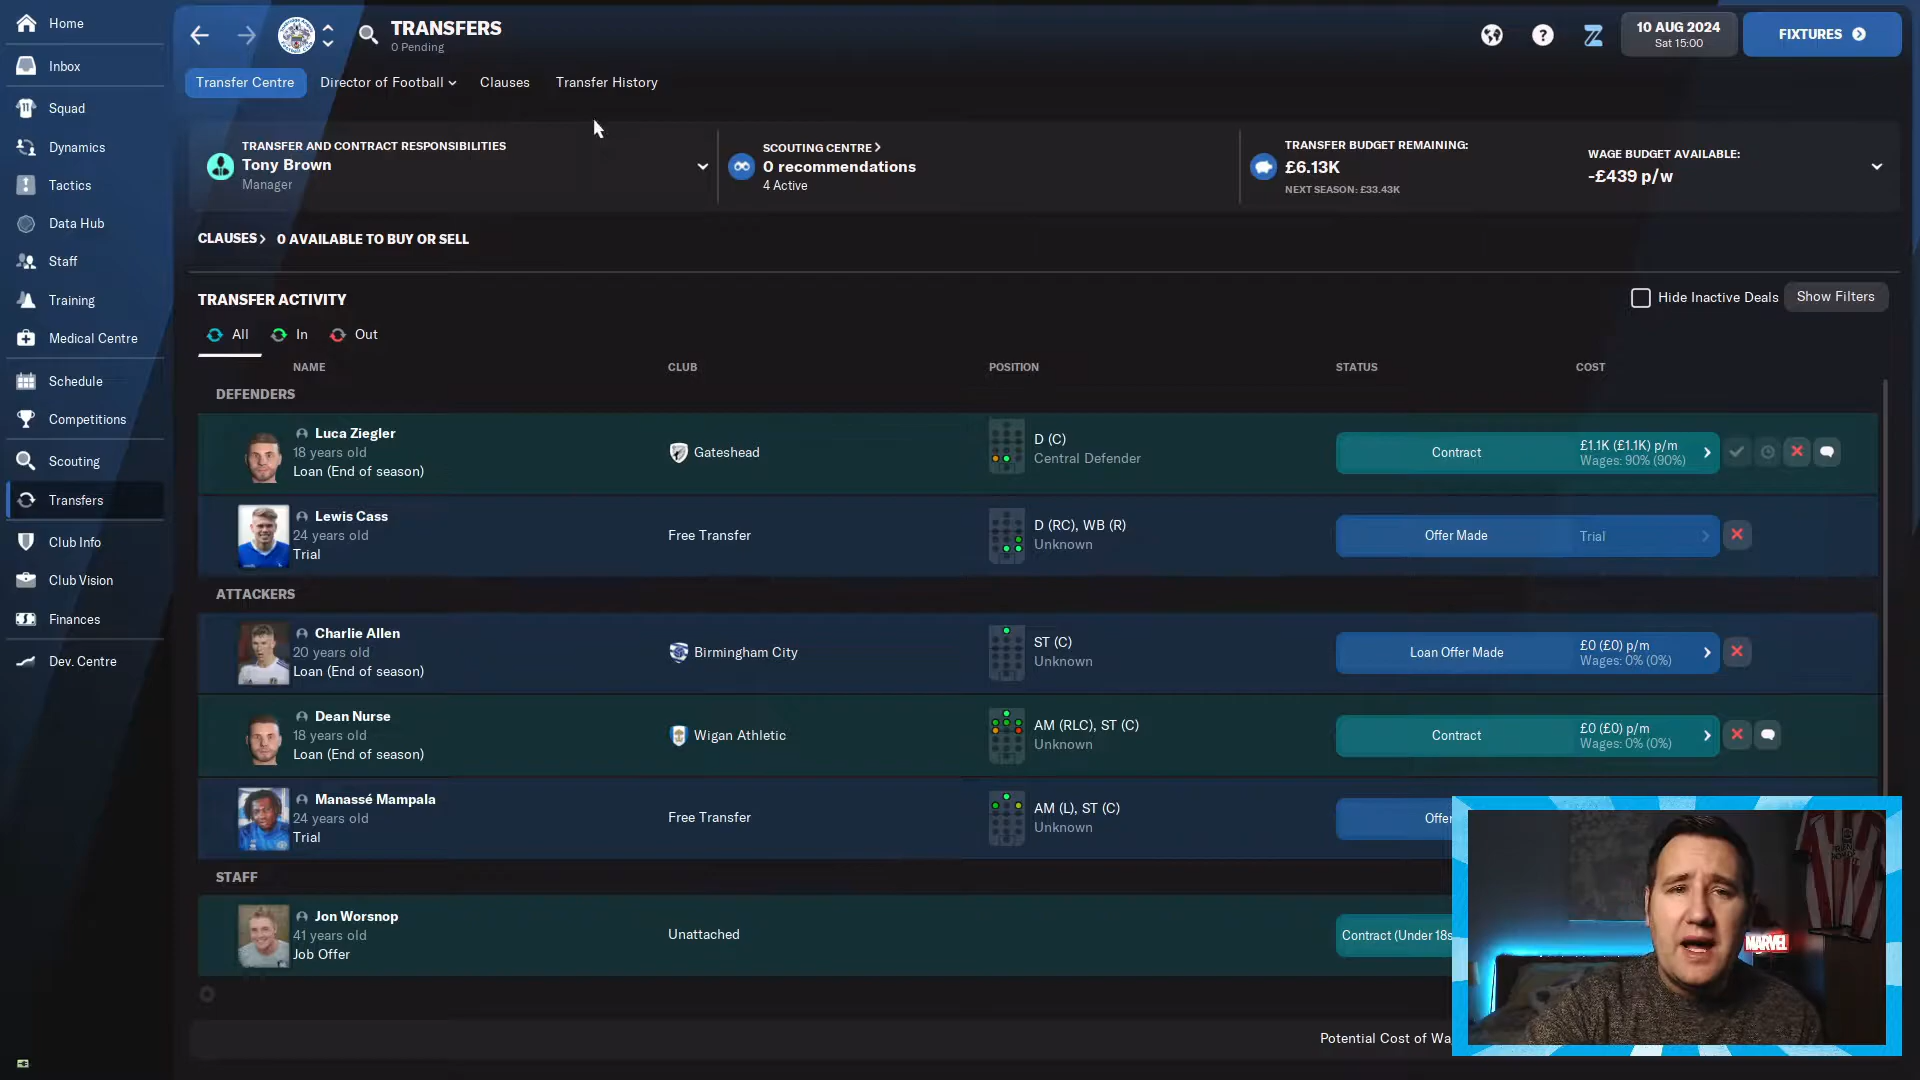 Home
Inbox
Squad
Dynamics
Tactics
Data Hub
Staff
Training
Medical Centre
Schedule
Competitions
Scouting
Transfers
Club Info
Club Vision
Finances
Dev. Centre
TRANSFERS
0 Pending
10 AUG 2024
Sat 15:00
FIXTURES
Transfer Centre
Director of Football
Clauses
Transfer History
TRANSFER AND CONTRACT RESPONSIBILITIES
Tony Brown
Manager
SCOUTING CENTRE
0 recommendations
4 Active
TRANSFER BUDGET REMAINING:
£6.13K
NEXT SEASON: £33.43K
WAGE BUDGET AVAILABLE:
-£439 p/w
CLAUSES 0 AVAILABLE TO BUY OR SELL
TRANSFER ACTIVITY
Hide Inactive Deals
Show Filters
All In Out
NAME CLUB POSITION STATUS COST
DEFENDERS
Luca Ziegler
18 years old
Loan (End of season)
Gateshead
D (C)
Central Defender
Contract
£1.1K (£1.1K) p/m
Wages: 90% (90%)
Lewis Cass
24 years old
Trial
Free Transfer
D (RC), WB (R)
Unknown
Offer Made
Trial
ATTACKERS
Charlie Allen
20 years old
Loan (End of season)
Birmingham City
ST (C)
Unknown
Loan Offer Made
£0 (£0) p/m
Wages: 0% (0%)
Dean Nurse
18 years old
Loan (End of season)
Wigan Athletic
AM (RLC), ST (C)
Unknown
Contract
£0 (£0) p/m
Wages: 0% (0%)
Manassé Mampala
24 years old
Trial
Free Transfer
AM (L), ST (C)
Unknown
Offer
STAFF
Jon Worsnop
41 years old
Job Offer
Unattached
Contract (Under 18s
Potential Cost of Wa
MARVEL